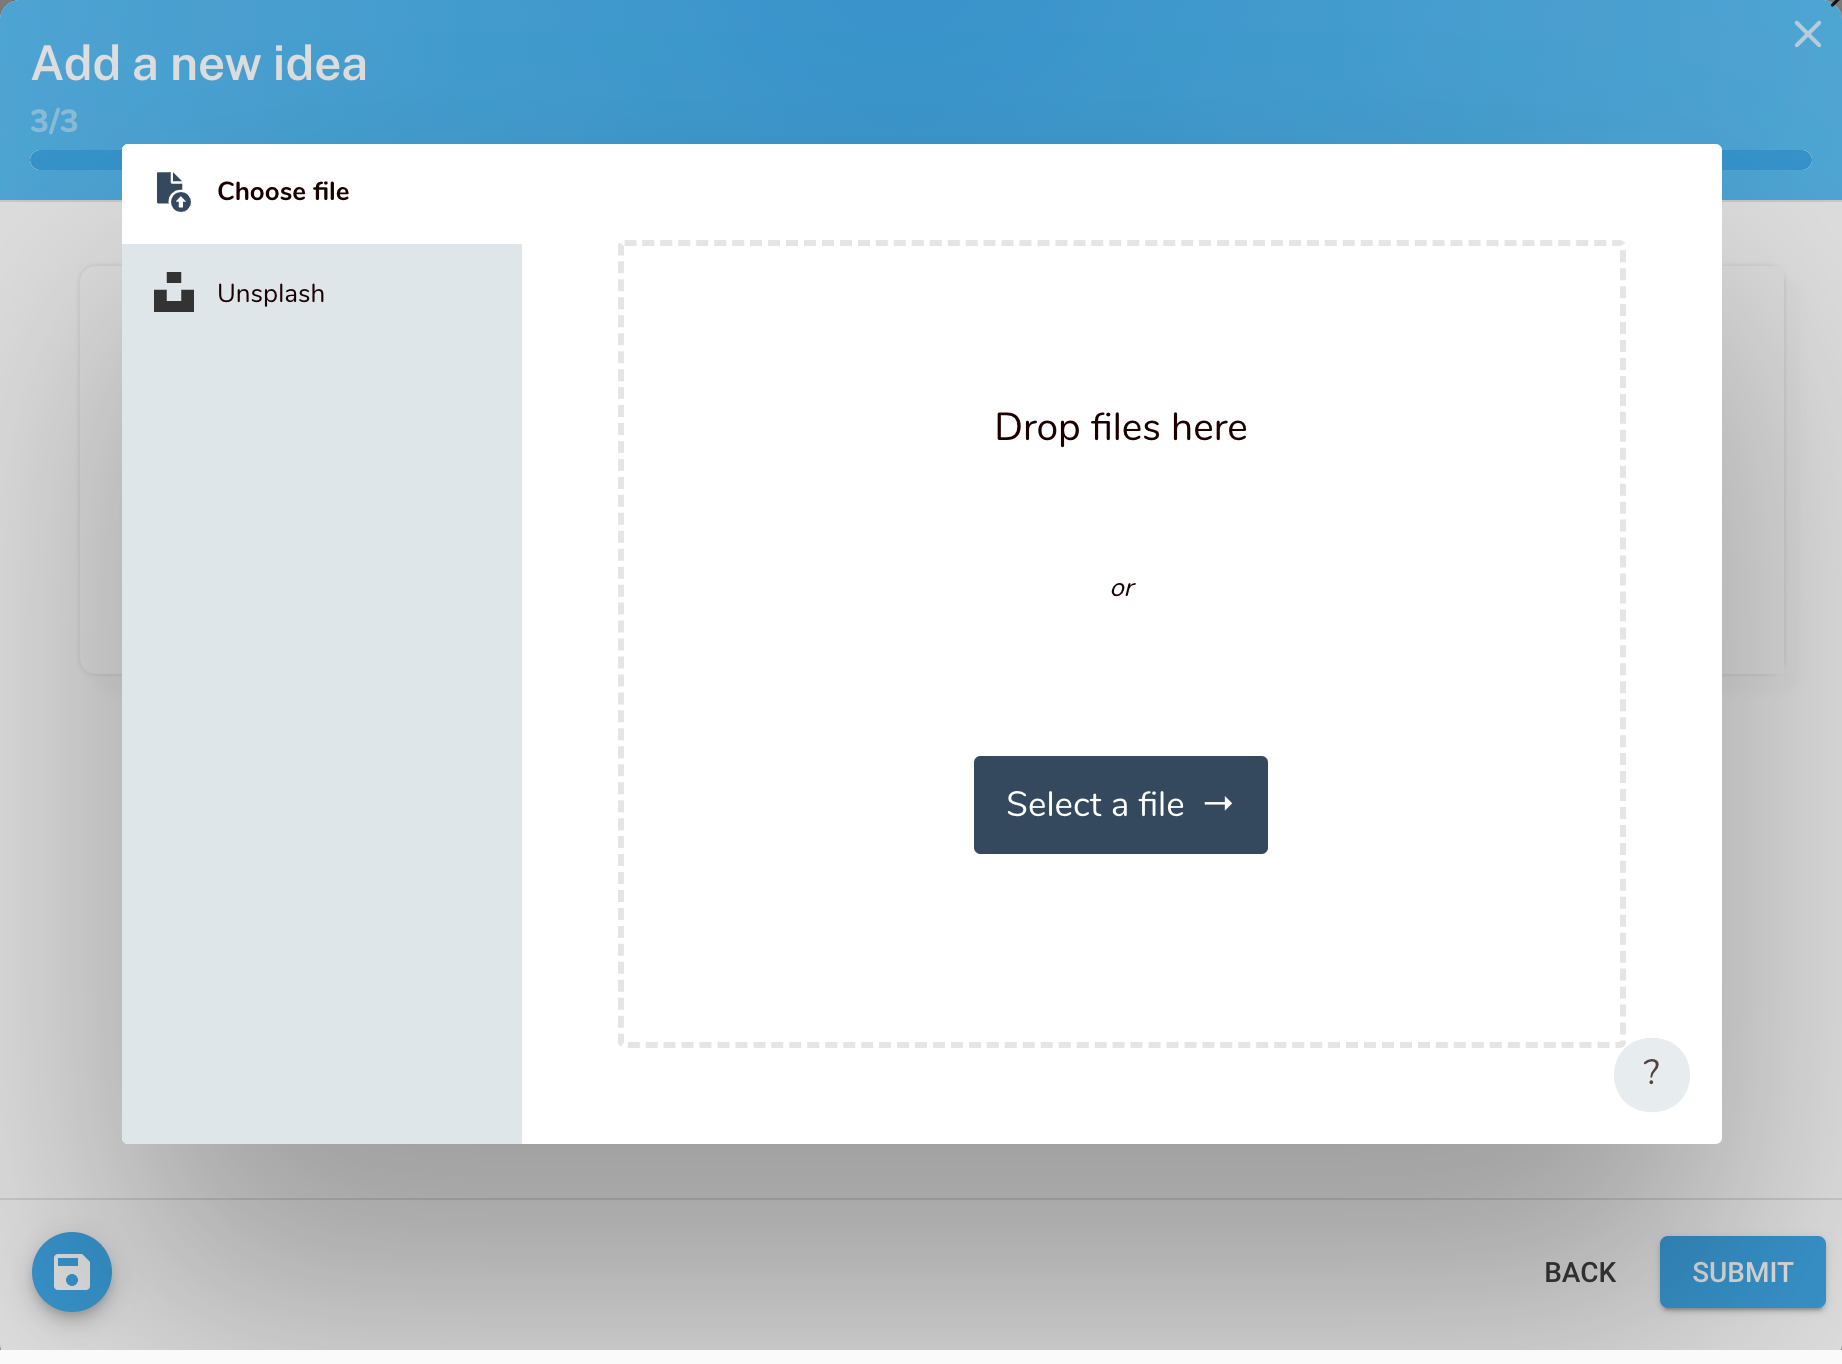 Add a new idea
3/3
Choose file
Unsplash
Drop files here
or
Select a file →
?
BACK
SUBMIT